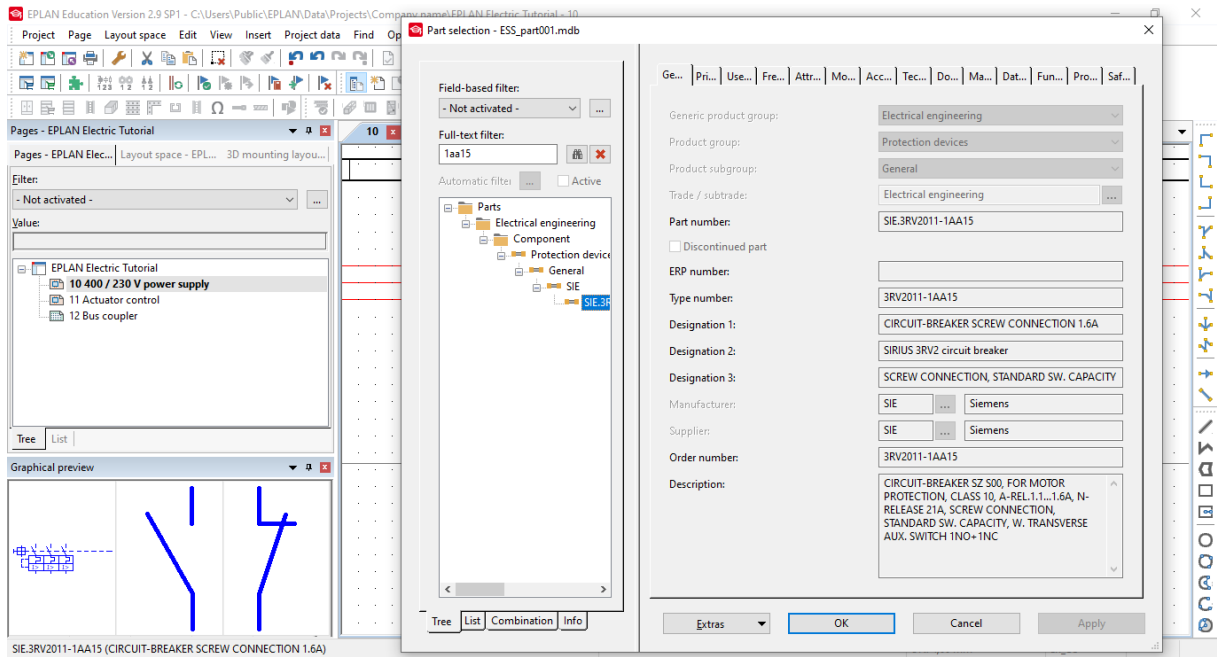 EPLAN Education Version 2.9 SP1 - C:\Users\Public\EPLAN\Data\Projects\Company name\EPLAN Electric Tutorial - 10
Project Page Layout space Edit View Insert Project data Find Op
Pages - EPLAN Electric Tutorial
Pages - EPLAN Elec... Layout space - EPL... 3D mounting layou...
Filter:
- Not activated -
...
Value:
EPLAN Electric Tutorial
10 400 / 230 V power supply
11 Actuator control
12 Bus coupler
Tree List
Graphical preview
SIE.3RV2011-1AA15 (CIRCUIT-BREAKER SCREW CONNECTION 1.6A)
10
Part selection - ESS_part001.mdb
Field-based filter:
- Not activated -
...
Full-text filter:
1aa15
Automatic filter ... Active
Parts
Electrical engineering
Component
Protection device
General
SIE
SIE.3R
Tree List Combination Info
Ge... Pri... Use... Fre... Attr... Mo... Acc... Tec... Do... Ma... Dat... Fun... Pro... Saf...
Generic product group: Electrical engineering
Product group: Protection devices
Product subgroup: General
Trade / subtrade: Electrical engineering ...
Part number: SIE.3RV2011-1AA15
Discontinued part
ERP number:
Type number: 3RV2011-1AA15
Designation 1: CIRCUIT-BREAKER SCREW CONNECTION 1.6A
Designation 2: SIRIUS 3RV2 circuit breaker
Designation 3: SCREW CONNECTION, STANDARD SW. CAPACITY
Manufacturer: SIE ... Siemens
Supplier: SIE ... Siemens
Order number: 3RV2011-1AA15
Description: CIRCUIT-BREAKER SZ S00, FOR MOTOR
PROTECTION, CLASS 10, A-REL.1.1...1.6A, N-
RELEASE 21A, SCREW CONNECTION,
STANDARD SW. CAPACITY, W. TRANSVERSE
AUX. SWITCH 1NO+1NC
Extras OK Cancel Apply